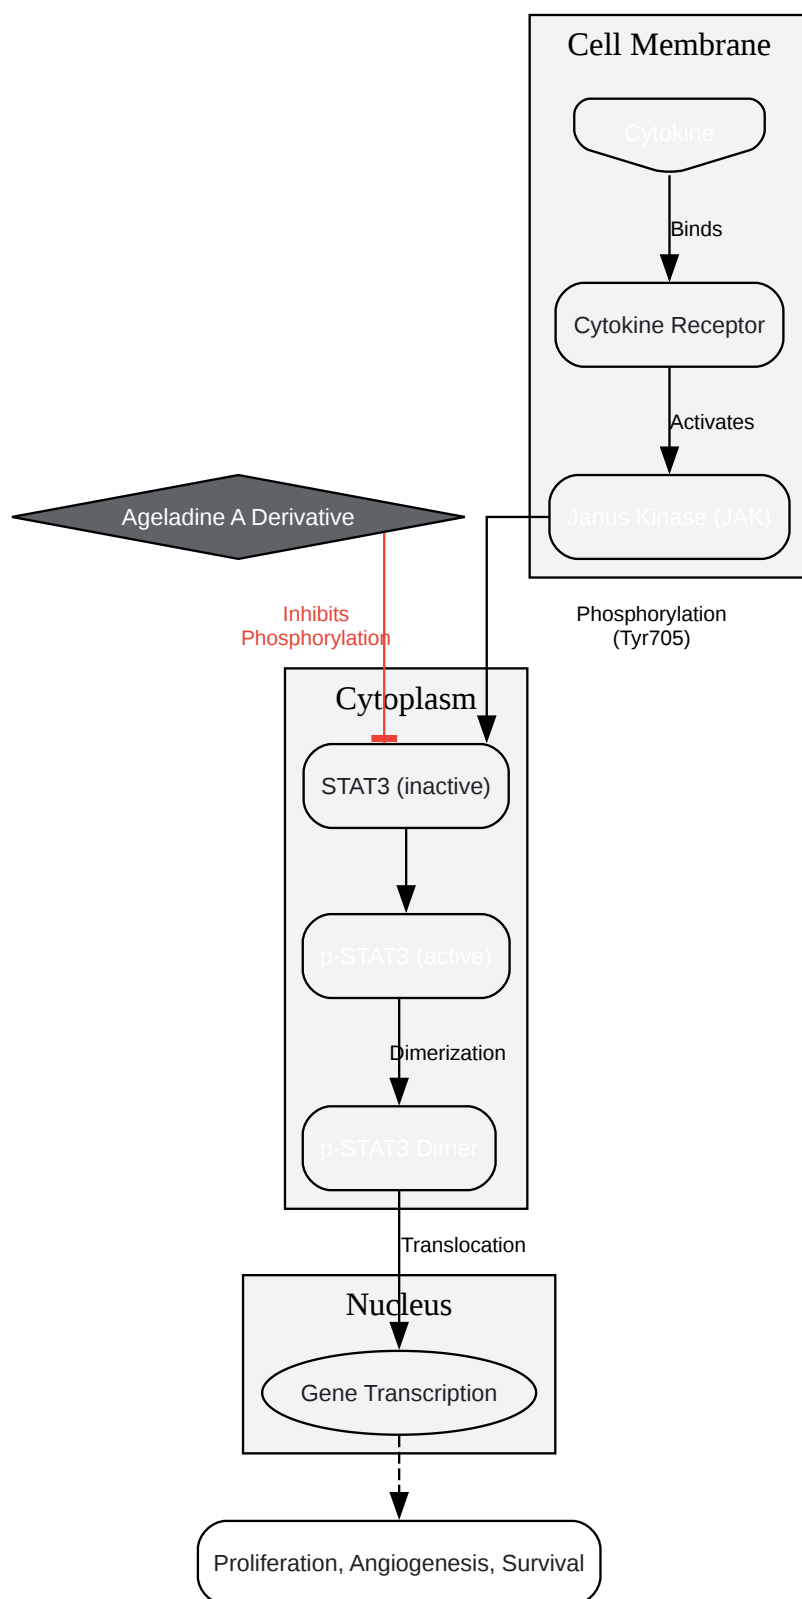 Cell Membrane
Cytokine
Binds
Cytokine Receptor
Activates
Ageladine A Derivative
Janus Kinase (JAK)
Inhibits
Phosphorylation
Phosphorylation
(Tyr705)
Cytoplasm
STAT3 (inactive)
p-STAT3 (active)
Dimerization
p-STAT3 Dimer
Translocation
Nucleus
Gene Transcription
Proliferation, Angiogenesis, Survival